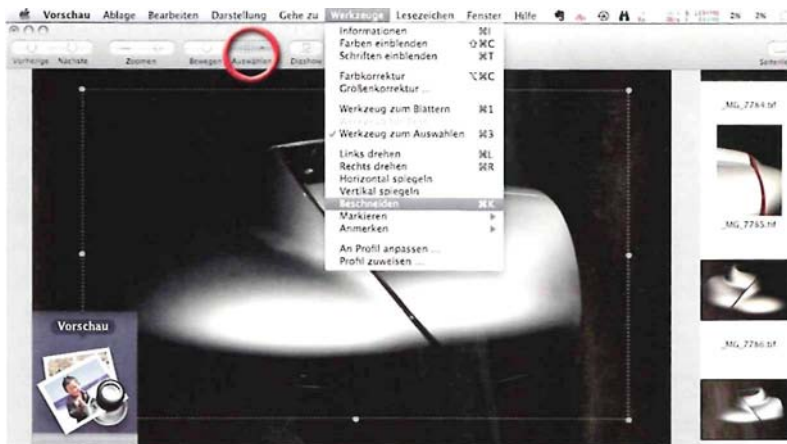 Vorschau Ablage Bearbeiten Darstellung Gehe zu Werkzeuge Lesezeichen Fenster Hilfe 2% 2%
Vorherige Nächste Zoomen Bewegen Auswählen Diashow
Informationen ⌘I
Farben einblenden ⇧⌘C
Schriften einblenden ⌘T
Farbkorrektur ⌥⌘C
Größenkorrektur ...
Werkzeug zum Blättern ⌘1
✓ Werkzeug zum Auswählen ⌘3
Links drehen ⌘L
Rechts drehen ⌘R
Horizontal spiegeln
Vertikal spiegeln
Beschneiden ⌘K
Markieren
Anmerken
An Profil anpassen ...
Profil zuweisen ...
_MG_7764.tif
_MG_7765.tif
_MG_7766.tif
Vorschau